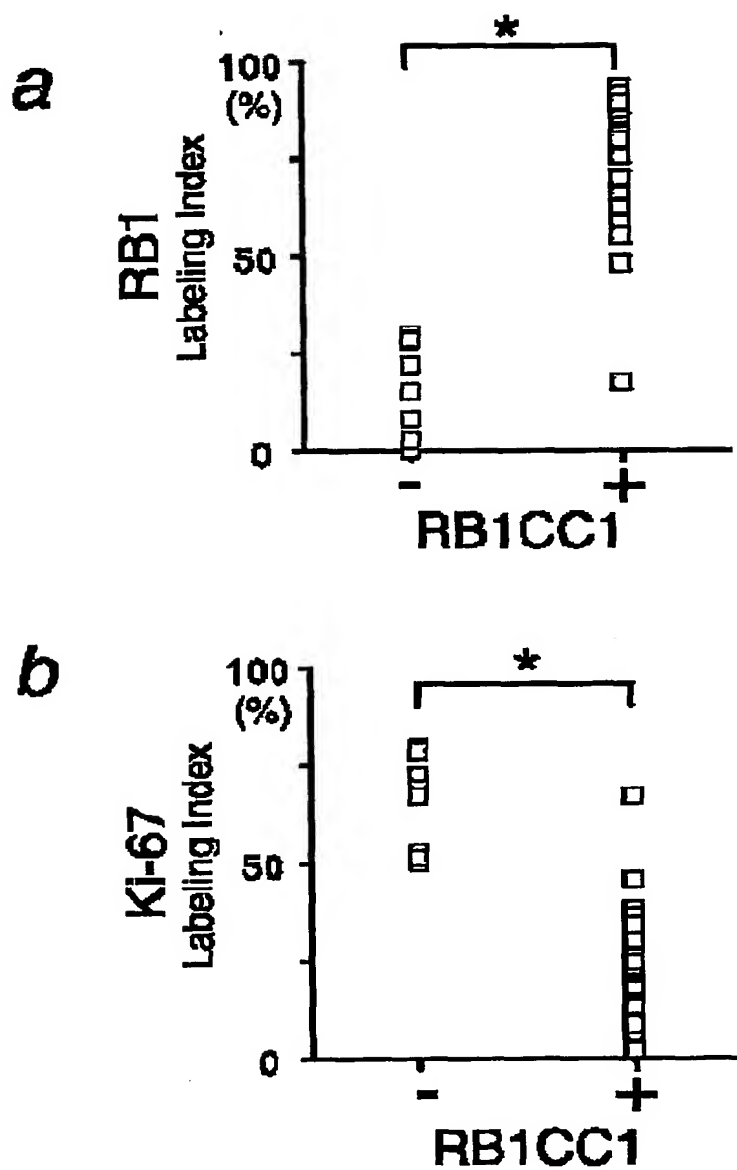 a
*
100
(%)
50
0
RB1
Labeling Index
- +
RB1CC1
b
*
100
(%)
50
0
Ki-67
Labeling Index
- +
RB1CC1